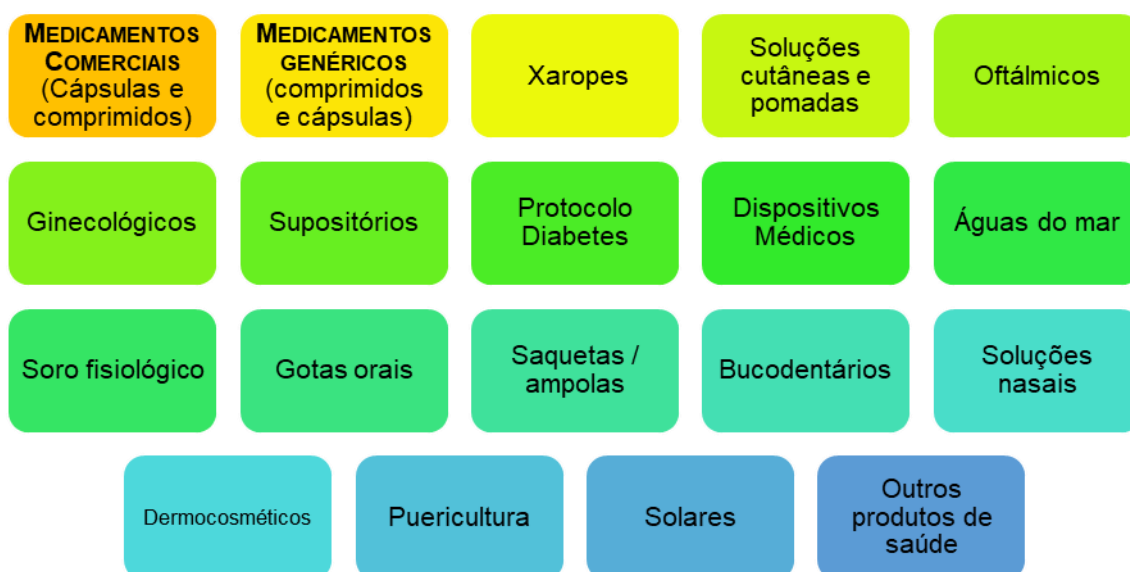 MEDICAMENTOS
COMERCIAIS
(Cápsulas e
comprimidos)
MEDICAMENTOS
GENÉRICOS
(comprimidos
e cápsulas)
Xaropes
Soluções
cutâneas e
pomadas
Oftálmicos
Ginecológicos
Supositórios
Protocolo
Diabetes
Dispositivos
Médicos
Águas do mar
Soro fisiológico
Gotas orais
Saquetas /
ampolas
Bucodentários
Soluções
nasais
Dermocosméticos
Puericultura
Solares
Outros
produtos de
saúde